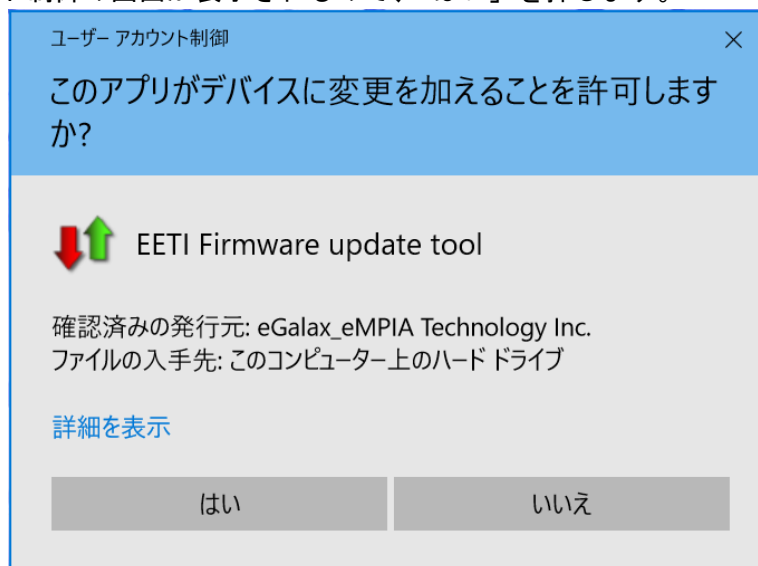 ユーザー アカウント制御
このアプリがデバイスに変更を加えることを許可します
か?
EETI Firmware update tool
確認済みの発行元: eGalax_eMPIA Technology Inc.
ファイルの入手先: このコンピューター上のハード ドライブ
詳細を表示
はい
いいえ